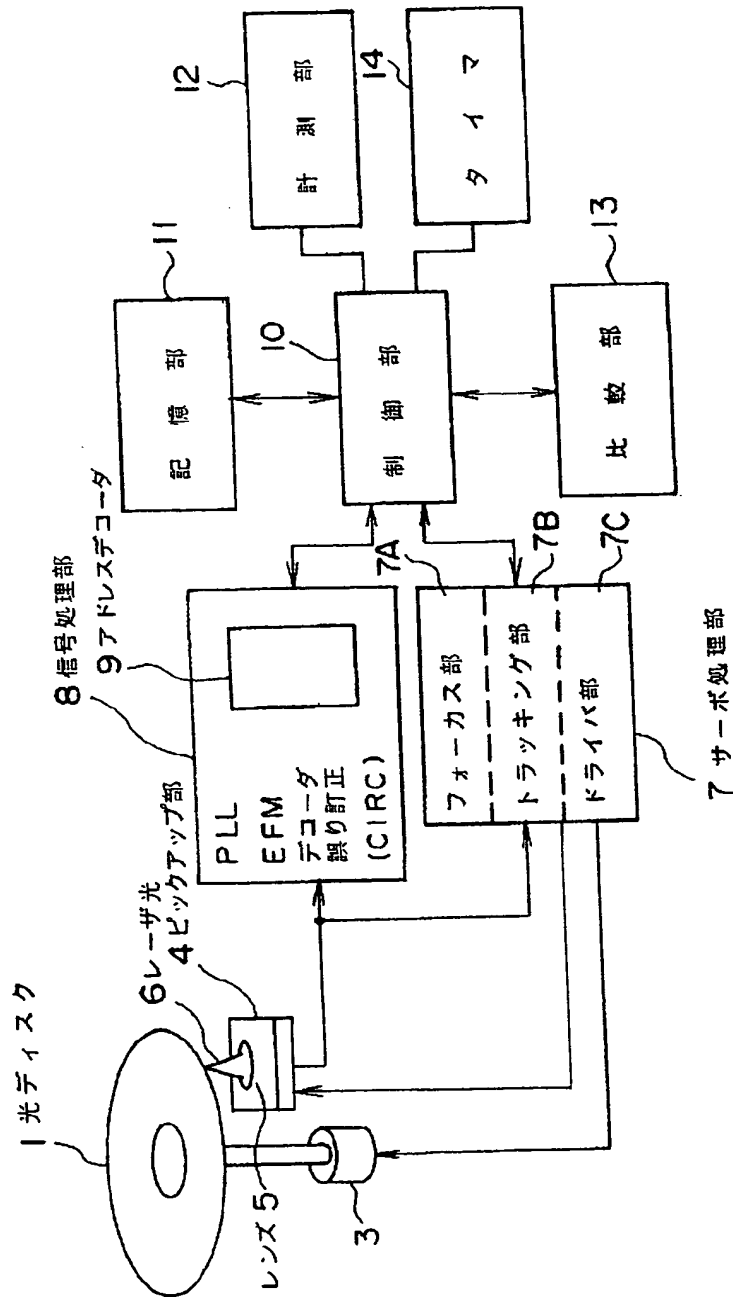 1 光ディスク
6 レーザ光
4 ピックアップ部
レンズ 5
3
8 信号処理部
9 アドレスデコーダ
PLL
EFM
デコーダ
誤り訂正
(CIRC)
7A
フォーカス部
7B
トラッキング部
7C
ドライバ部
7 サーボ処理部
10
制御部
11
記憶部
12
計測部
14
タイマ
13
比較部